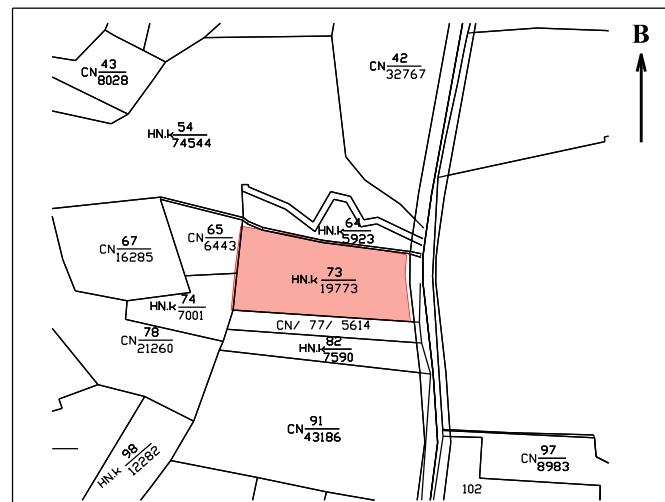 B
CN 43
8028
CN 42
32767
HN.k 54
74544
HN.k 64
5923
CN 65
6443
CN 67
16285
HN.k 73
19773
HN.k 74
7001
CN/ 77/ 5614
CN 78
21260
HN.k 82
7590
CN 91
43186
HN.k 98
12282
CN 97
8983
102